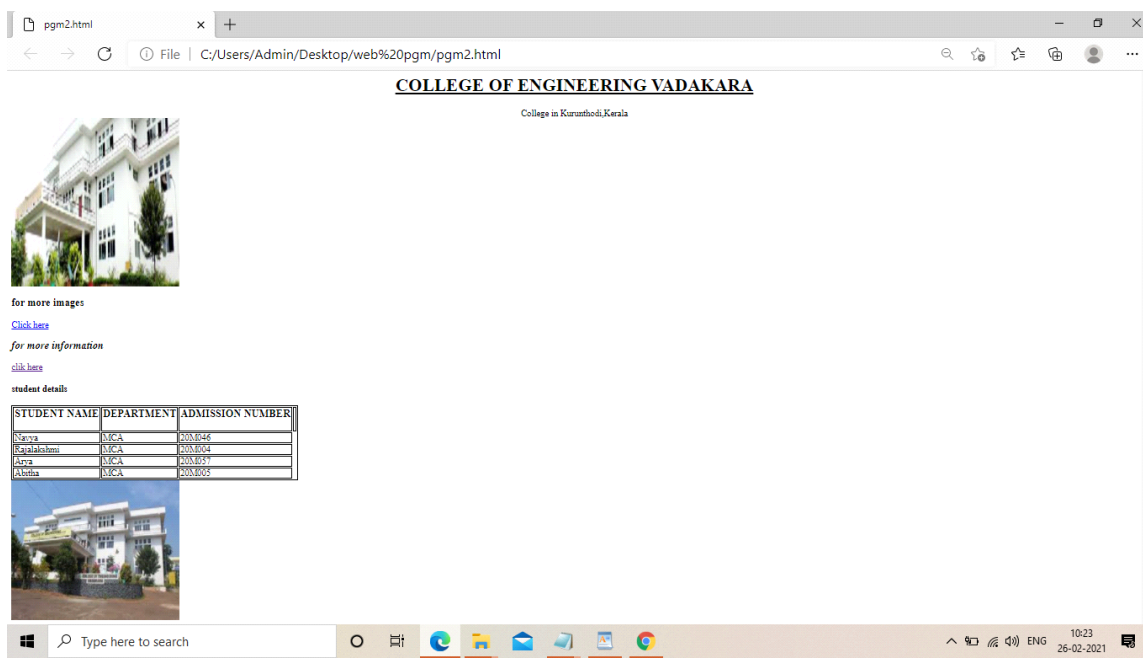 pgm2.html
File | C:/Users/Admin/Desktop/web%20pgm/pgm2.html
COLLEGE OF ENGINEERING VADAKARA
College in Kurunthodi,Kerala
for more images
Click here
for more information
clik here
student details
STUDENT NAME DEPARTMENT ADMISSION NUMBER
Navya MCA 20M046
Rajalakshmi MCA 20M004
Arya MCA 20M057
Abitha MCA 20M005
Type here to search
ENG
10:23
26-02-2021